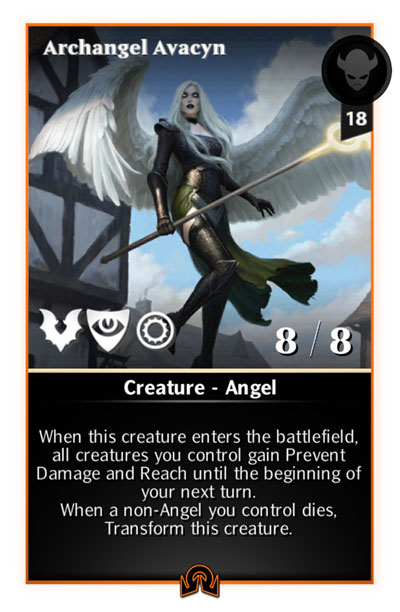 Archangel Avacyn
18
8 / 8
Creature - Angel
When this creature enters the battlefield,
all creatures you control gain Prevent
Damage and Reach until the beginning of
your next turn.
When a non-Angel you control dies,
Transform this creature.